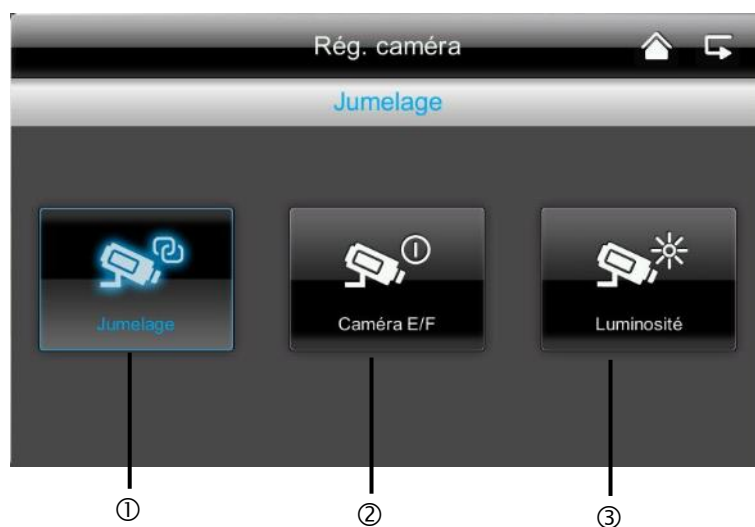 Rég. caméra
Jumelage
Jumelage
Caméra E/F
Luminosité
①
②
③